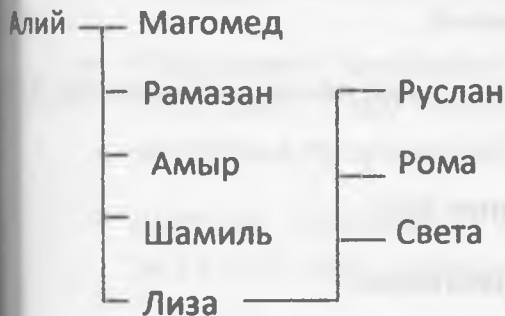 Алий Магомед
Рамазан Руслан
Амыр Рома
Шамиль Света
Лиза